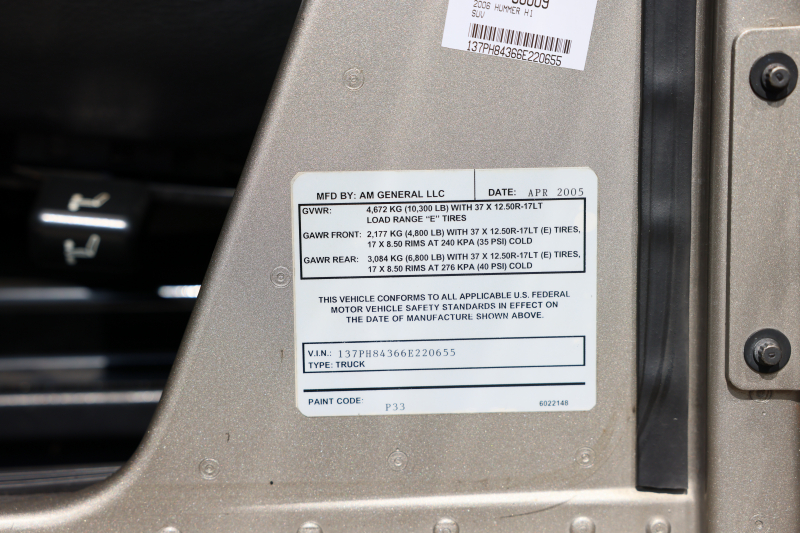 2006 HUMMER H1
SUV
137PH84366E220655
MFD BY: AM GENERAL LLC DATE: APR 2005
GVWR: 4,672 KG (10,300 LB) WITH 37 X 12.50R-17LT
LOAD RANGE "E" TIRES
GAWR FRONT: 2,177 KG (4,800 LB) WITH 37 X 12.50R-17LT (E) TIRES,
17 X 8.50 RIMS AT 240 KPA (35 PSI) COLD
GAWR REAR: 3,084 KG (6,800 LB) WITH 37 X 12.50R-17LT (E) TIRES,
17 X 8.50 RIMS AT 276 KPA (40 PSI) COLD
THIS VEHICLE CONFORMS TO ALL APPLICABLE U.S. FEDERAL
MOTOR VEHICLE SAFETY STANDARDS IN EFFECT ON
THE DATE OF MANUFACTURE SHOWN ABOVE.
V.I.N.: 137PH84366E220655
TYPE: TRUCK
PAINT CODE: P33 6022148